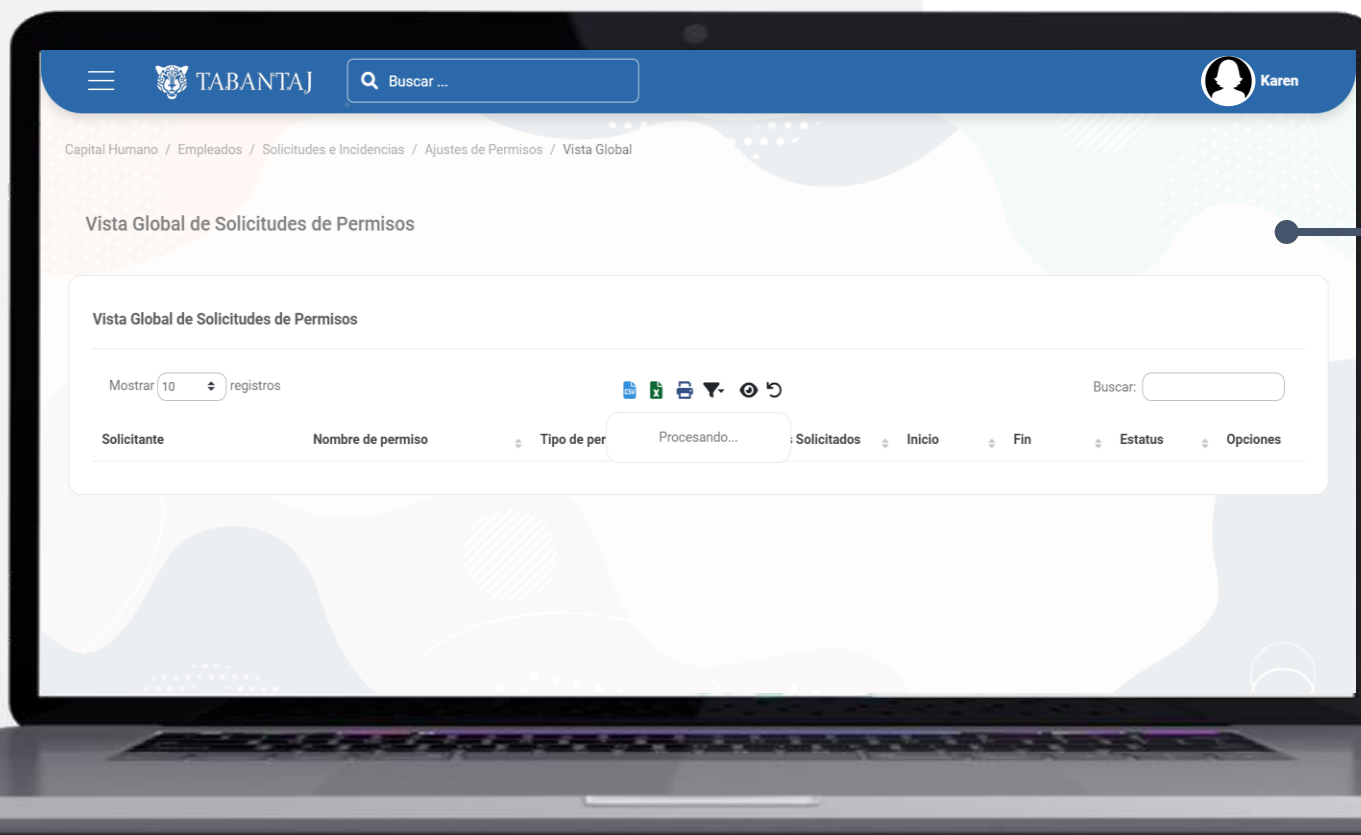 TABANTAJ
Buscar ...
Karen
Capital Humano / Empleados / Solicitudes e Incidencias / Ajustes de Permisos / Vista Global
Vista Global de Solicitudes de Permisos
Vista Global de Solicitudes de Permisos
Mostrar 10 registros
CSV
Buscar:
Solicitante Nombre de permiso Tipo de per Procesando... Solicitados Inicio Fin Estatus Opciones